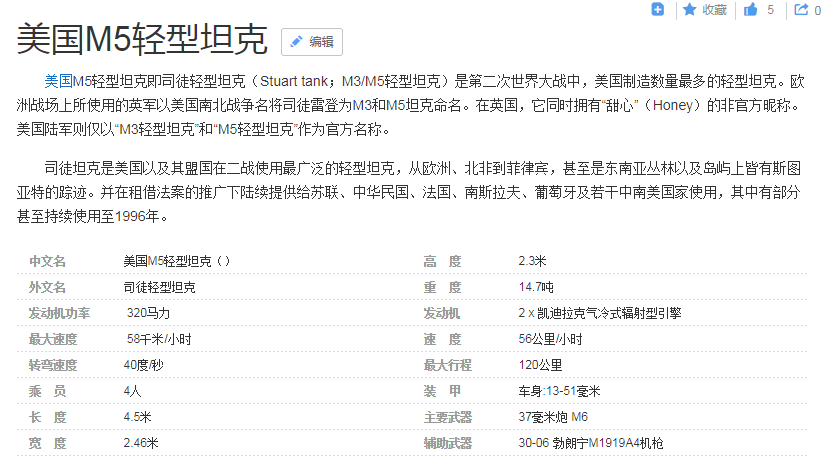 收藏 5 0
美国M5轻型坦克 编辑
美国M5轻型坦克即司徒轻型坦克（Stuart tank；M3/M5轻型坦克）是第二次世界大战中，美国制造数量最多的轻型坦克。欧
洲战场上所使用的英军以美国南北战争名将司徒雷登为M3和M5坦克命名。在英国，它同时拥有“甜心”（Honey）的非官方昵称。
美国陆军则仅以“M3轻型坦克”和“M5轻型坦克”作为官方名称。
司徒坦克是美国以及其盟国在二战使用最广泛的轻型坦克，从欧洲、北非到菲律宾，甚至是东南亚丛林以及岛屿上皆有斯图
亚特的踪迹。并在租借法案的推广下陆续提供给苏联、中华民国、法国、南斯拉夫、葡萄牙及若干中南美国家使用，其中有部分
甚至持续使用至1996年。
中文名 美国M5轻型坦克（） 高 度 2.3米
外文名 司徒轻型坦克 重 度 14.7吨
发动机功率 320马力 发动机 2 x 凯迪拉克气冷式辐射型引擎
最大速度 58千米/小时 速 度 56公里/小时
转弯速度 40度/秒 最大行程 120公里
乘 员 4人 装 甲 车身:13-51毫米
长 度 4.5米 主要武器 37毫米炮 M6
宽 度 2.46米 辅助武器 30-06 勃朗宁M1919A4机枪